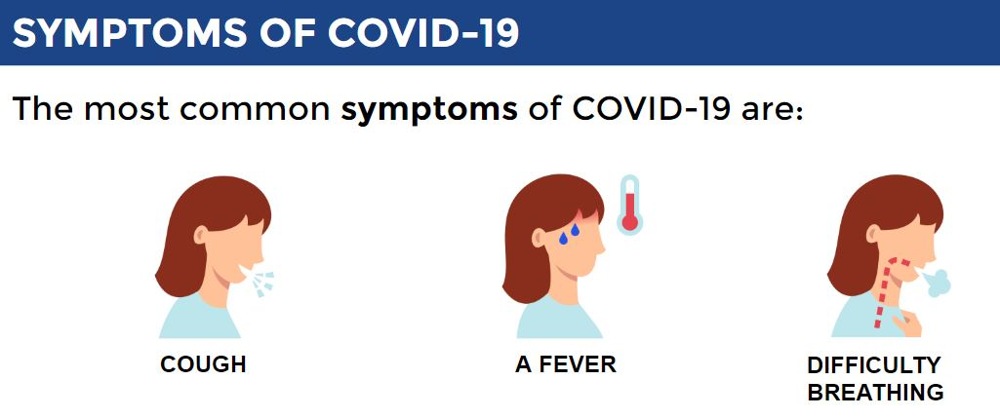 SYMPTOMS OF COVID-19
The most common symptoms of COVID-19 are:
COUGH
A FEVER
DIFFICULTY
BREATHING